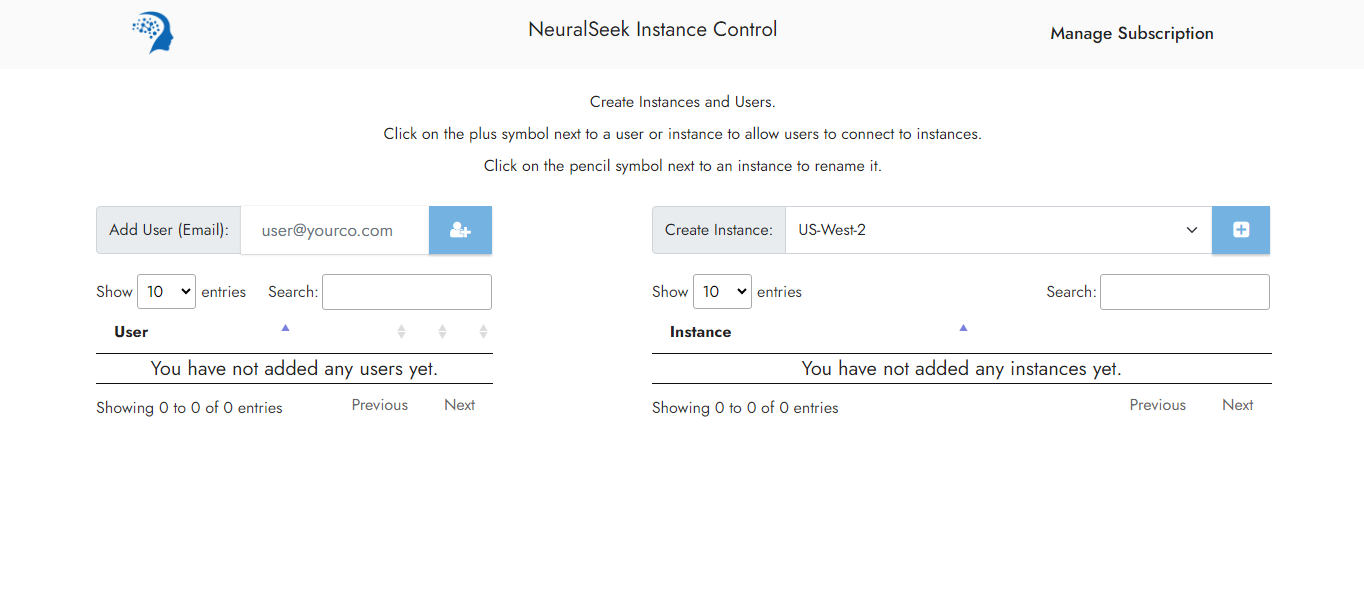 NeuralSeek Instance Control
Manage Subscription
Create Instances and Users.
Click on the plus symbol next to a user or instance to allow users to connect to instances.
Click on the pencil symbol next to an instance to rename it.
Add User (Email): user@yourco.com
Create Instance: US-West-2
Show 10 entries Search:
User
You have not added any users yet.
Showing 0 to 0 of 0 entries Previous Next
Show 10 entries Search:
Instance
You have not added any instances yet.
Showing 0 to 0 of 0 entries Previous Next